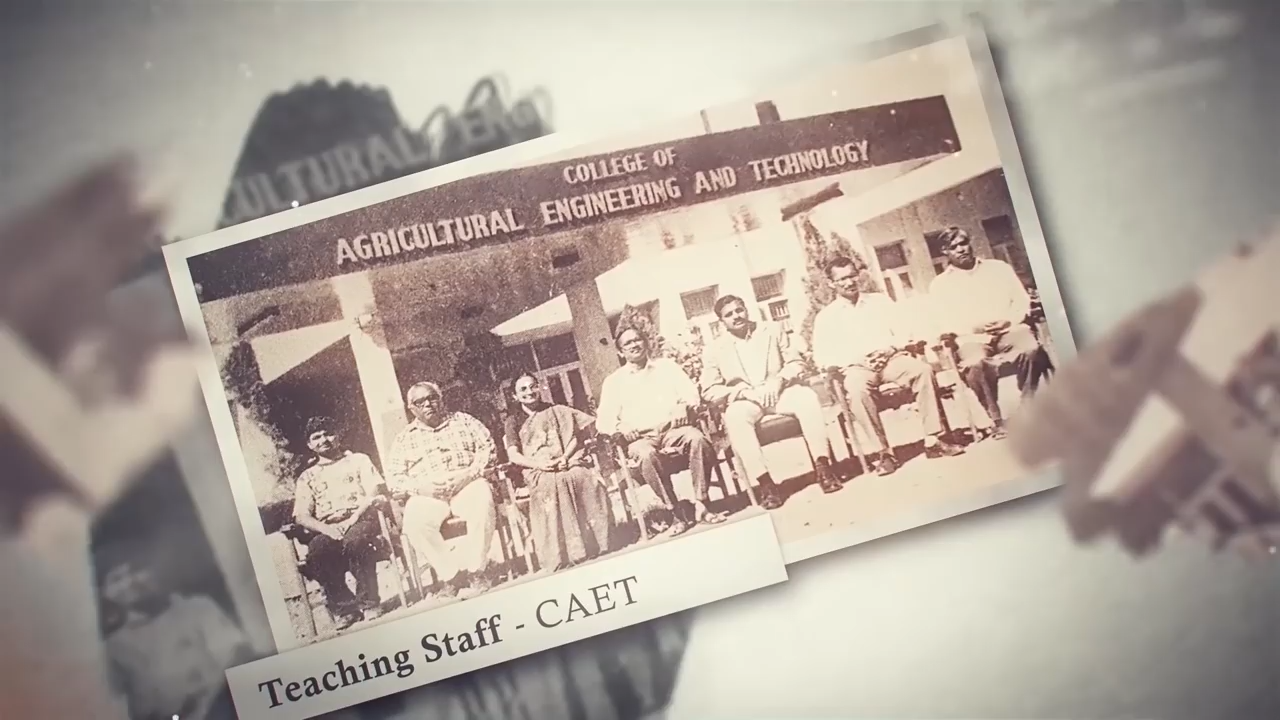 COLLEGE OF
AGRICULTURAL ENGINEERING AND TECHNOLOGY
Teaching Staff - CAET